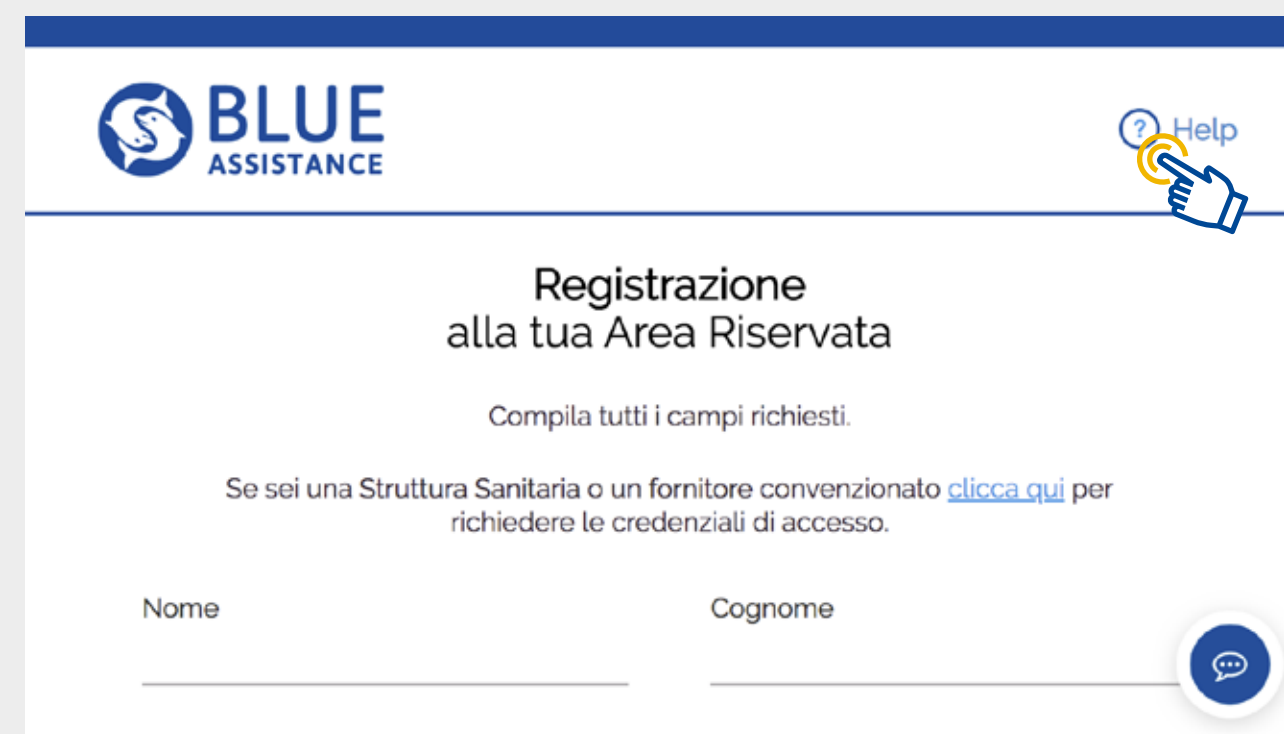 BLUE
ASSISTANCE
? Help
Registrazione
alla tua Area Riservata
Compila tutti i campi richiesti.
Se sei una Struttura Sanitaria o un fornitore convenzionato clicca qui per
richiedere le credenziali di accesso.
Nome Cognome